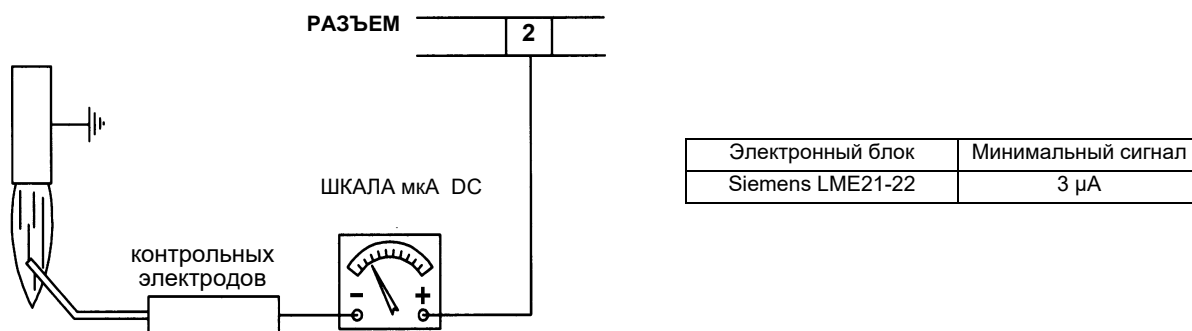 РАЗЪЕМ
2
ШКАЛА мкА DC
контрольных
электродов
- +
Электронный блок Минимальный сигнал
Siemens LME21-22 3 µA